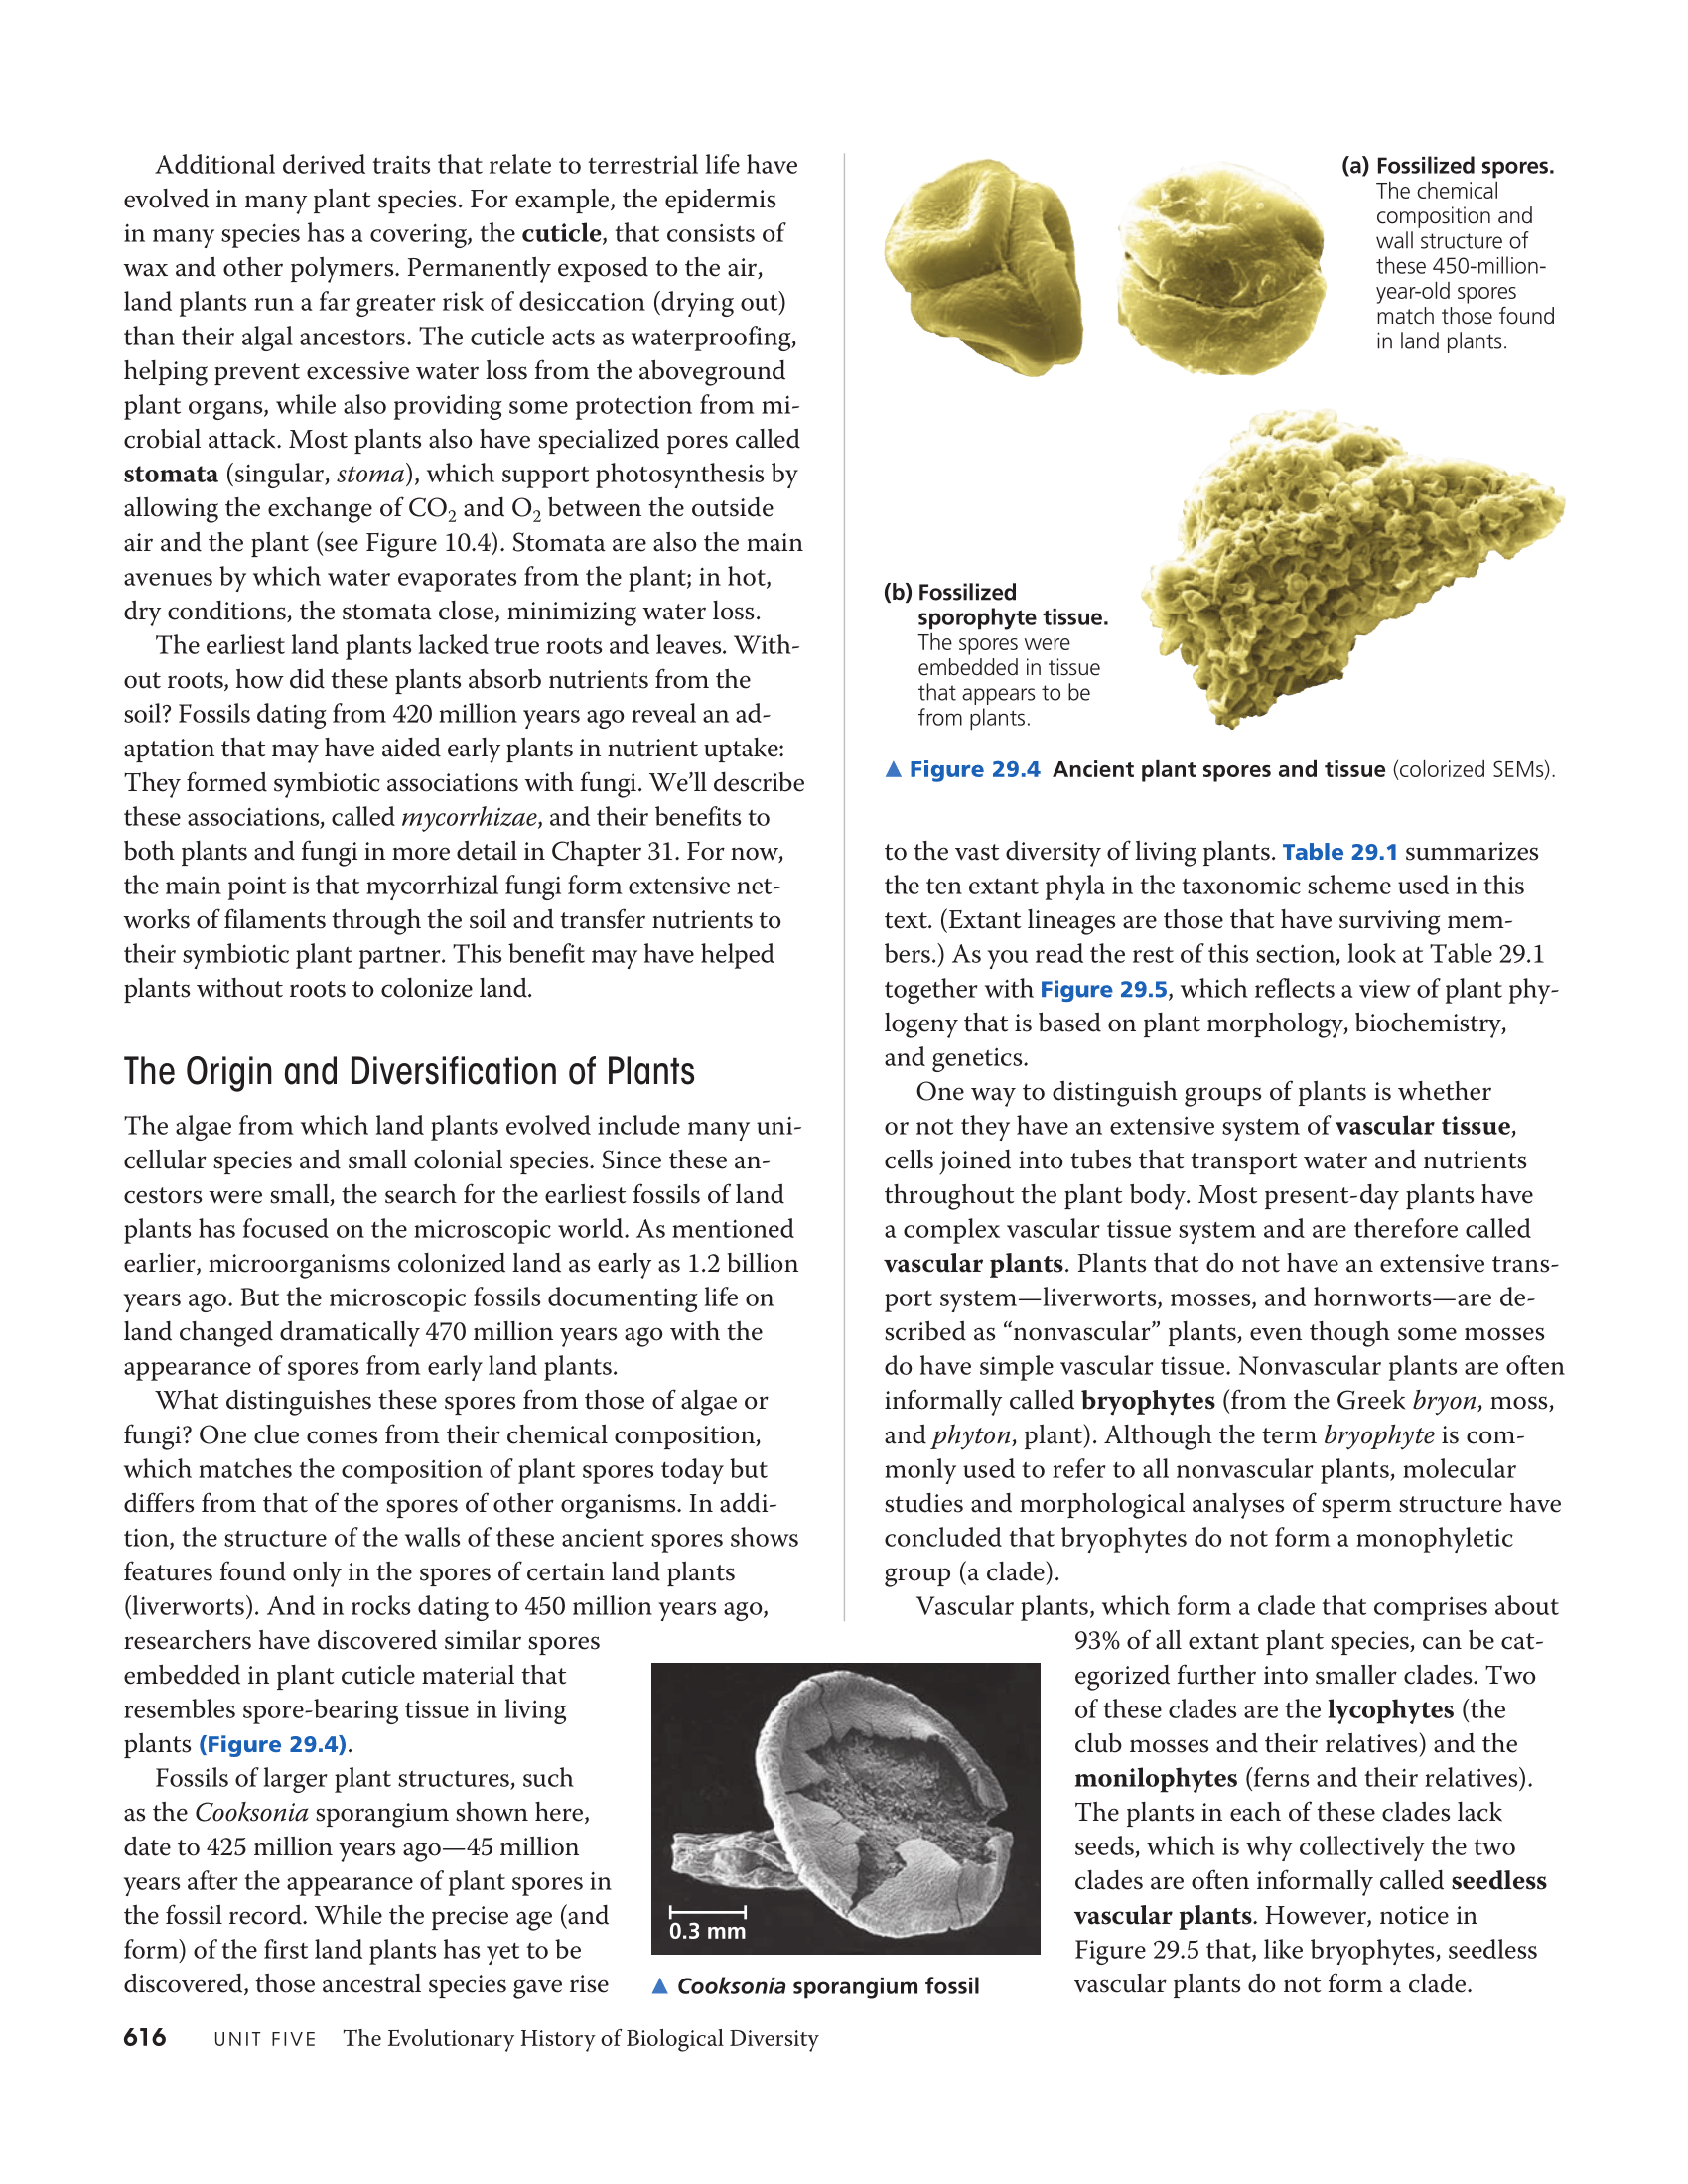 Additional derived traits that relate to terrestrial life have
evolved in many plant species. For example, the epidermis
in many species has a covering, the cuticle, that consists of
wax and other polymers. Permanently exposed to the air,
land plants run a far greater risk of desiccation (drying out)
than their algal ancestors. The cuticle acts as waterproofing,
helping prevent excessive water loss from the aboveground
plant organs, while also providing some protection from mi-
crobial attack. Most plants also have specialized pores called
stomata (singular, stoma), which support photosynthesis by
allowing the exchange of CO₂ and O₂ between the outside
air and the plant (see Figure 10.4). Stomata are also the main
avenues by which water evaporates from the plant; in hot,
dry conditions, the stomata close, minimizing water loss.
The earliest land plants lacked true roots and leaves. With-
out roots, how did these plants absorb nutrients from the
soil? Fossils dating from 420 million years ago reveal an ad-
aptation that may have aided early plants in nutrient uptake:
They formed symbiotic associations with fungi. We'll describe
these associations, called mycorrhizae, and their benefits to
both plants and fungi in more detail in Chapter 31. For now,
the main point is that mycorrhizal fungi form extensive net-
works of filaments through the soil and transfer nutrients to
their symbiotic plant partner. This benefit may have helped
plants without roots to colonize land.
The Origin and Diversification of Plants
The algae from which land plants evolved include many uni-
cellular species and small colonial species. Since these an-
cestors were small, the search for the earliest fossils of land
plants has focused on the microscopic world. As mentioned
earlier, microorganisms colonized land as early as 1.2 billion
years ago. But the microscopic fossils documenting life on
land changed dramatically 470 million years ago with the
appearance of spores from early land plants.
What distinguishes these spores from those of algae or
fungi? One clue comes from their chemical composition,
which matches the composition of plant spores today but
differs from that of the spores of other organisms. In addi-
tion, the structure of the walls of these ancient spores shows
features found only in the spores of certain land plants
(liverworts). And in rocks dating to 450 million years ago,
researchers have discovered similar spores
embedded in plant cuticle material that
resembles spore-bearing tissue in living
plants (Figure 29.4).
Fossils of larger plant structures, such
as the Cooksonia sporangium shown here,
date to 425 million years ago—45 million
years after the appearance of plant spores in
the fossil record. While the precise age (and
form) of the first land plants has yet to be
discovered, those ancestral species gave rise
0.3 mm
▲ Cooksonia sporangium fossil
(a) Fossilized spores.
The chemical
composition and
wall structure of
these 450-million-
year-old spores
match those found
in land plants.
(b) Fossilized
sporophyte tissue.
The spores were
embedded in tissue
that appears to be
from plants.
▲ Figure 29.4 Ancient plant spores and tissue (colorized SEMs).
to the vast diversity of living plants. Table 29.1 summarizes
the ten extant phyla in the taxonomic scheme used in this
text. (Extant lineages are those that have surviving mem-
bers.) As you read the rest of this section, look at Table 29.1
together with Figure 29.5, which reflects a view of plant phy-
logeny that is based on plant morphology, biochemistry,
and genetics.
One way to distinguish groups of plants is whether
or not they have an extensive system of vascular tissue,
cells joined into tubes that transport water and nutrients
throughout the plant body. Most present-day plants have
a complex vascular tissue system and are therefore called
vascular plants. Plants that do not have an extensive trans-
port system—liverworts, mosses, and hornworts—are de-
scribed as “nonvascular” plants, even though some mosses
do have simple vascular tissue. Nonvascular plants are often
informally called bryophytes (from the Greek bryon, moss,
and phyton, plant). Although the term bryophyte is com-
monly used to refer to all nonvascular plants, molecular
studies and morphological analyses of sperm structure have
concluded that bryophytes do not form a monophyletic
group (a clade).
Vascular plants, which form a clade that comprises about
93% of all extant plant species, can be cat-
egorized further into smaller clades. Two
of these clades are the lycophytes (the
club mosses and their relatives) and the
monilophytes (ferns and their relatives).
The plants in each of these clades lack
seeds, which is why collectively the two
clades are often informally called seedless
vascular plants. However, notice in
Figure 29.5 that, like bryophytes, seedless
vascular plants do not form a clade.
616 UNIT FIVE The Evolutionary History of Biological Diversity